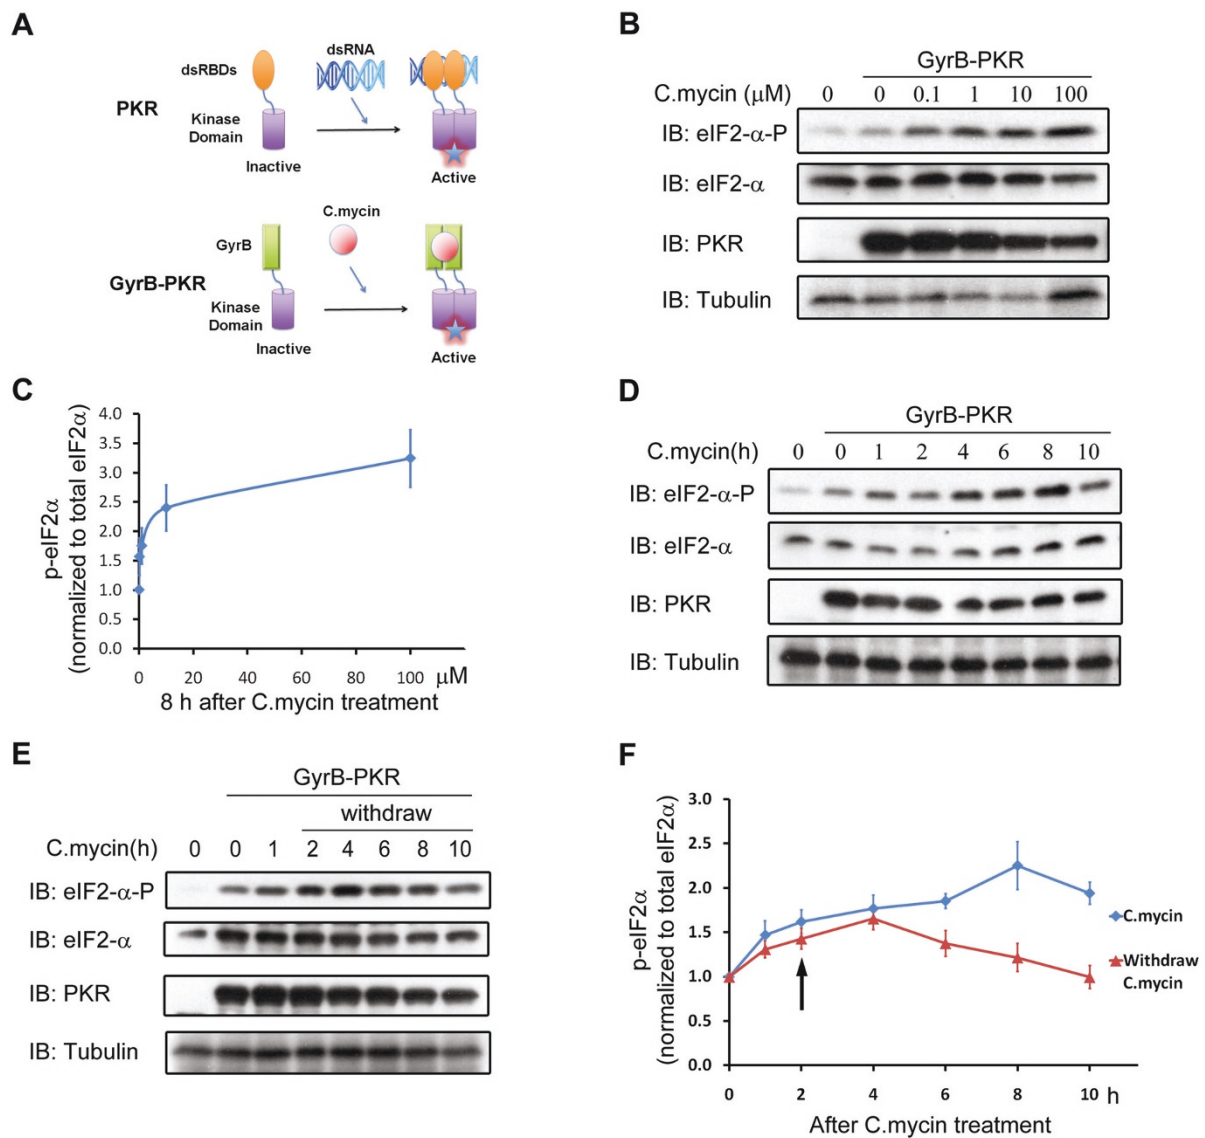 A
dsRBDs
dsRNA
PKR
Kinase
Domain
Inactive
Active
C.mycin
GyrB
GyrB-PKR
Kinase
Domain
Inactive
Active
B
GyrB-PKR
C.mycin (μM) 0 0 0.1 1 10 100
IB: eIF2-α-P
IB: eIF2-α
IB: PKR
IB: Tubulin
C
p-eIF2α
(normalized to total eIF2α)
4.0
3.5
3.0
2.5
2.0
1.5
1.0
0.5
0.0
0 20 40 60 80 100 μM
8 h after C.mycin treatment
D
GyrB-PKR
C.mycin(h) 0 0 1 2 4 6 8 10
IB: eIF2-α-P
IB: eIF2-α
IB: PKR
IB: Tubulin
E
GyrB-PKR
withdraw
C.mycin(h) 0 0 1 2 4 6 8 10
IB: eIF2-α-P
IB: eIF2-α
IB: PKR
IB: Tubulin
F
p-eIF2α
(normalized to total eIF2α)
3.0
2.5
2.0
1.5
1.0
0.5
0.0
0 2 4 6 8 10 h
After C.mycin treatment
C.mycin
Withdraw
C.mycin